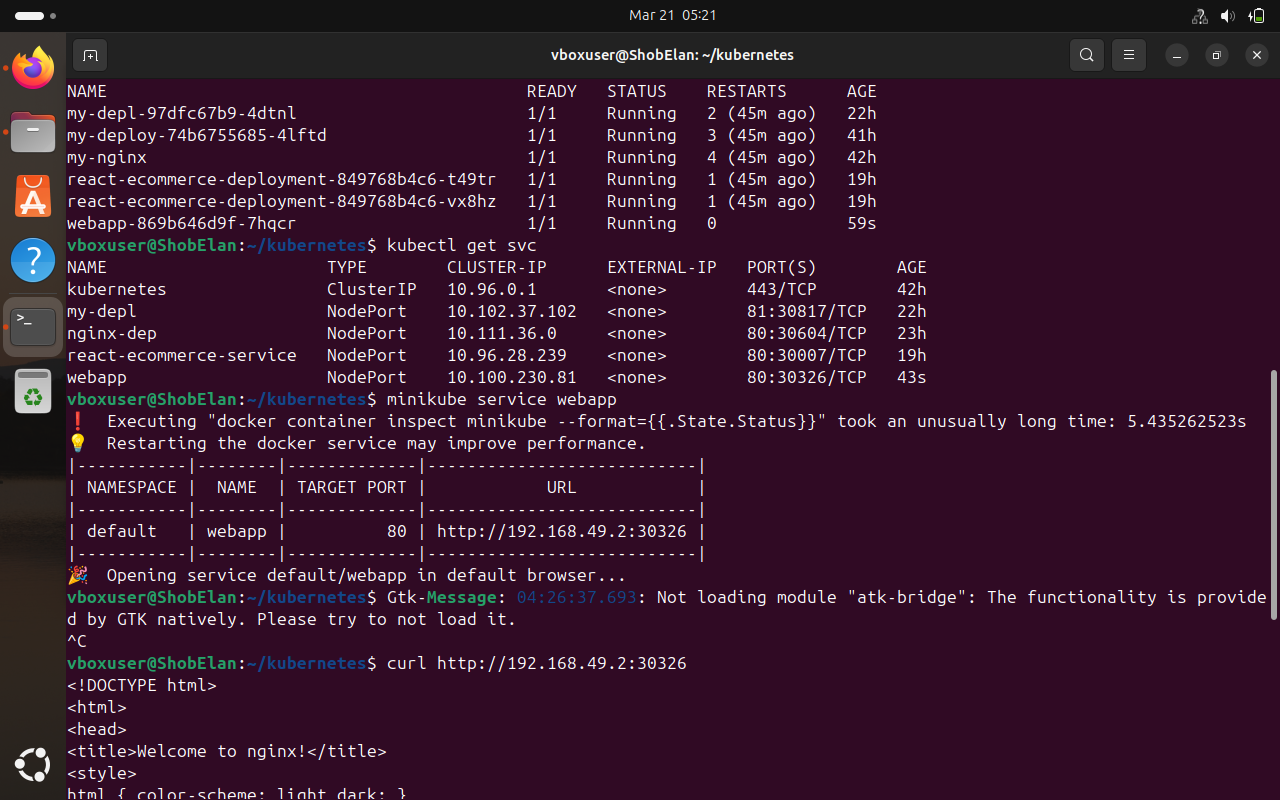 Mar 21 05:21
vboxuser@ShobElan: ~/kubernetes
NAME READY STATUS RESTARTS AGE
my-depl-97dfc67b9-4dtnl 1/1 Running 2 (45m ago) 22h
my-deploy-74b6755685-4lftd 1/1 Running 3 (45m ago) 41h
my-nginx 1/1 Running 4 (45m ago) 42h
react-ecommerce-deployment-849768b4c6-t49tr 1/1 Running 1 (45m ago) 19h
react-ecommerce-deployment-849768b4c6-vx8hz 1/1 Running 1 (45m ago) 19h
webapp-869b646d9f-7hqcr 1/1 Running 0 59s
vboxuser@ShobElan:~/kubernetes$ kubectl get svc
NAME TYPE CLUSTER-IP EXTERNAL-IP PORT(S) AGE
kubernetes ClusterIP 10.96.0.1 <none> 443/TCP 42h
my-depl NodePort 10.102.37.102 <none> 81:30817/TCP 22h
nginx-dep NodePort 10.111.36.0 <none> 80:30604/TCP 23h
react-ecommerce-service NodePort 10.96.28.239 <none> 80:30007/TCP 19h
webapp NodePort 10.100.230.81 <none> 80:30326/TCP 43s
vboxuser@ShobElan:~/kubernetes$ minikube service webapp
❗ Executing "docker container inspect minikube --format={{.State.Status}}" took an unusually long time: 5.435262523s
💡 Restarting the docker service may improve performance.
|-----------|--------|-------------|---------------------------|
| NAMESPACE | NAME | TARGET PORT | URL |
|-----------|--------|-------------|---------------------------|
| default | webapp | 80 | http://192.168.49.2:30326 |
|-----------|--------|-------------|---------------------------|
🎉 Opening service default/webapp in default browser...
vboxuser@ShobElan:~/kubernetes$ Gtk-Message: 04:26:37.693: Not loading module "atk-bridge": The functionality is provide
d by GTK natively. Please try to not load it.
^C
vboxuser@ShobElan:~/kubernetes$ curl http://192.168.49.2:30326
<!DOCTYPE html>
<html>
<head>
<title>Welcome to nginx!</title>
<style>
html { color-scheme: light dark; }